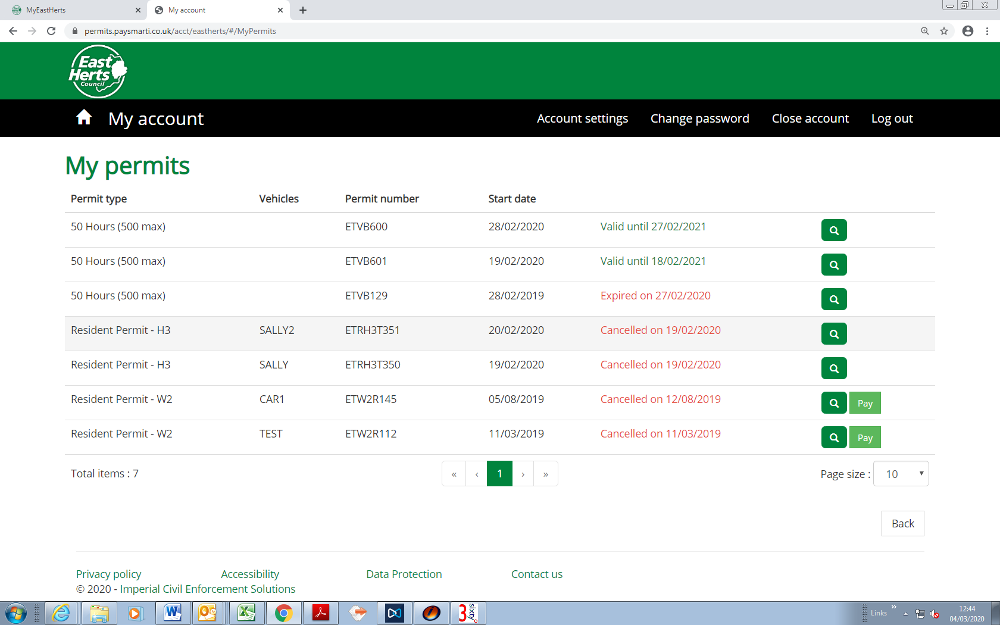 MyEastHerts
My account
permits.paysmarti.co.uk/acct/eastherts/#/MyPermits
East
Herts
Council
My account Account settings Change password Close account Log out
My permits
Permit type Vehicles Permit number Start date
50 Hours (500 max) ETVB600 28/02/2020 Valid until 27/02/2021
50 Hours (500 max) ETVB601 19/02/2020 Valid until 18/02/2021
50 Hours (500 max) ETVB129 28/02/2019 Expired on 27/02/2020
Resident Permit - H3 SALLY2 ETRH3T351 20/02/2020 Cancelled on 19/02/2020
Resident Permit - H3 SALLY ETRH3T350 19/02/2020 Cancelled on 19/02/2020
Resident Permit - W2 CAR1 ETW2R145 05/08/2019 Cancelled on 12/08/2019 Pay
Resident Permit - W2 TEST ETW2R112 11/03/2019 Cancelled on 11/03/2019 Pay
Total items : 7 « ‹ 1 › » Page size : 10
Back
Privacy policy Accessibility Data Protection Contact us
© 2020 - Imperial Civil Enforcement Solutions
3sixty Links » 12:44
04/03/2020